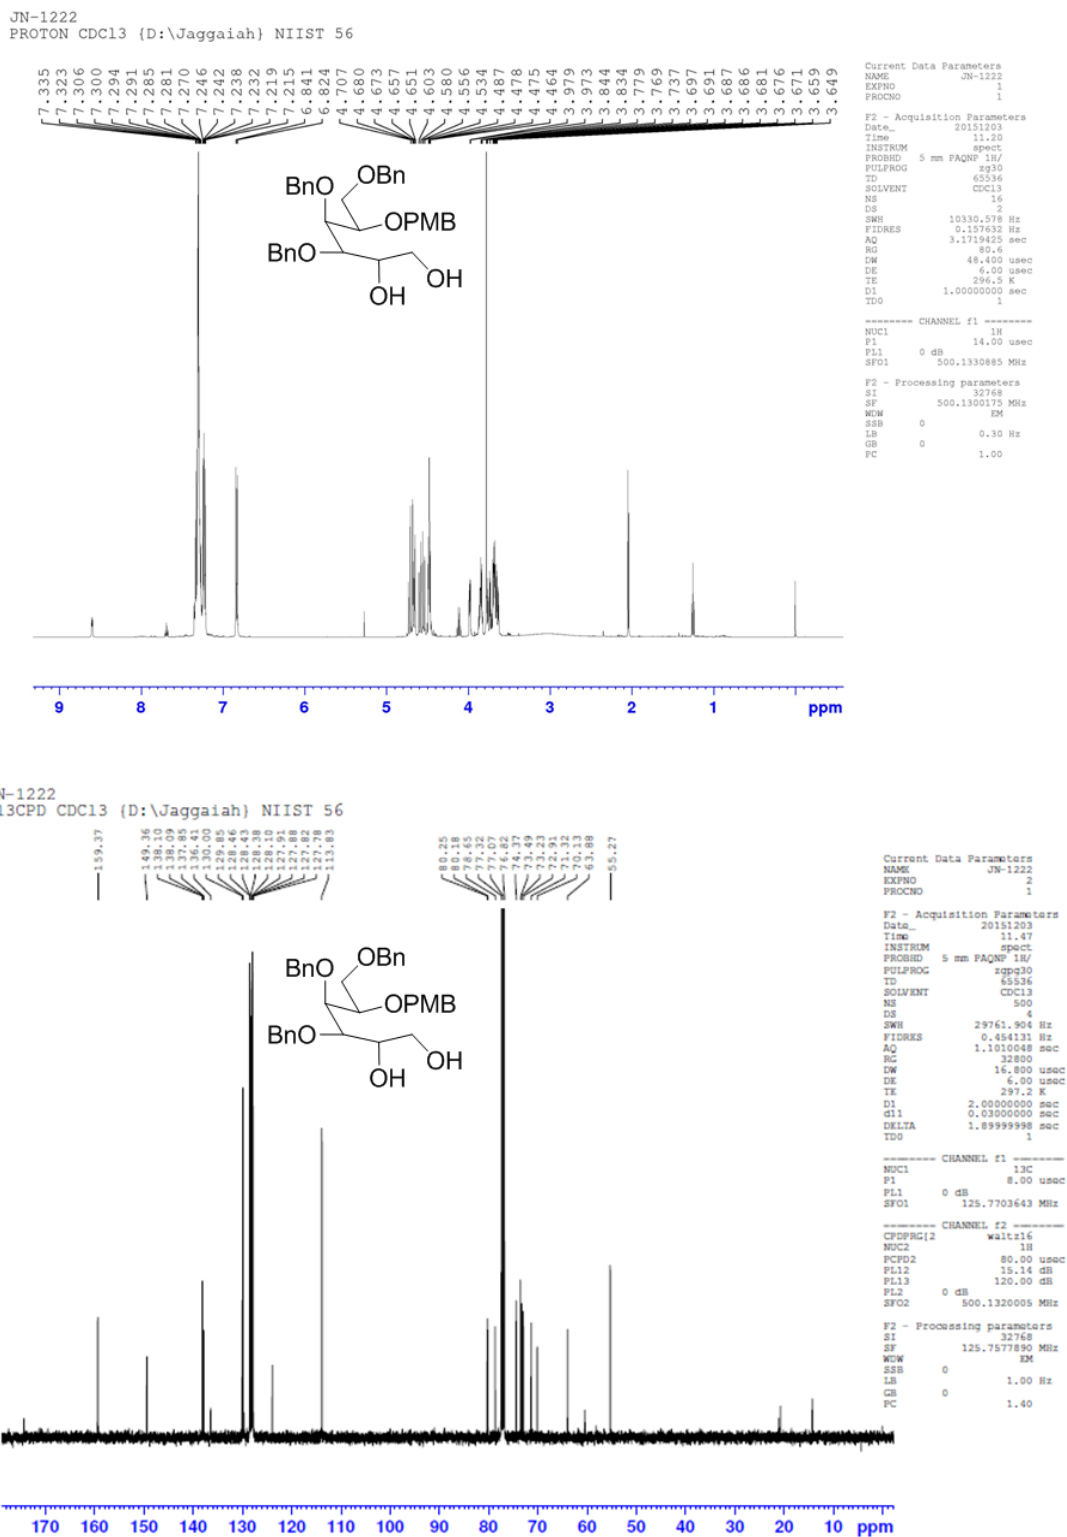 JN-1222
PROTON CDCl3 {D:\Jaggaiah} NIIST 56
7.335
7.323
7.306
7.300
7.294
7.291
7.285
7.281
7.270
7.246
7.242
7.238
7.232
7.219
7.215
6.841
6.824
4.707
4.680
4.673
4.657
4.651
4.603
4.580
4.556
4.534
4.487
4.478
4.475
4.464
3.979
3.973
3.844
3.834
3.779
3.769
3.737
3.697
3.691
3.687
3.686
3.681
3.676
3.671
3.659
3.649
BnO
OBn
OPMB
BnO
OH
OH
Current Data Parameters
NAME JN-1222
EXPNO 1
PROCNO 1
F2 - Acquisition Parameters
Date_ 20151203
Time 11.20
INSTRUM spect
PROBHD 5 mm PAQNP 1H/
PULPROG zg30
TD 65536
SOLVENT CDCl3
NS 16
DS 2
SWH 10330.578 Hz
FIDRES 0.157632 Hz
AQ 3.1719425 sec
RG 80.6
DW 48.400 usec
DE 6.00 usec
TE 296.5 K
D1 1.00000000 sec
TD0 1
======== CHANNEL f1 ========
NUC1 1H
P1 14.00 usec
PL1 0 dB
SFO1 500.1330885 MHz
F2 - Processing parameters
SI 32768
SF 500.1300175 MHz
WDW EM
SSB 0
LB 0.30 Hz
GB 0
PC 1.00
9 8 7 6 5 4 3 2 1 ppm
N-1222
13CPD CDCl3 {D:\Jaggaiah} NIIST 56
159.37
149.36
138.10
138.09
137.85
136.41
130.00
129.85
128.46
128.43
128.38
128.10
127.91
127.88
127.82
127.78
113.83
80.25
80.18
78.65
77.32
77.07
76.82
74.37
73.49
73.23
72.91
71.32
70.13
63.88
55.27
BnO
OBn
OPMB
BnO
OH
OH
Current Data Parameters
NAME JN-1222
EXPNO 2
PROCNO 1
F2 - Acquisition Parameters
Date_ 20151203
Time 11.47
INSTRUM spect
PROBHD 5 mm PAQNP 1H/
PULPROG zgpg30
TD 65536
SOLVENT CDCl3
NS 500
DS 4
SWH 29761.904 Hz
FIDRES 0.454131 Hz
AQ 1.1010048 sec
RG 32800
DW 16.800 usec
DE 6.00 usec
TE 297.2 K
D1 2.00000000 sec
d11 0.03000000 sec
DELTA 1.89999998 sec
TD0 1
======== CHANNEL f1 ========
NUC1 13C
P1 8.00 usec
PL1 0 dB
SFO1 125.7703643 MHz
======== CHANNEL f2 ========
CPDPRG[2 waltz16
NUC2 1H
PCPD2 80.00 usec
PL12 15.14 dB
PL13 120.00 dB
PL2 0 dB
SFO2 500.1320005 MHz
F2 - Processing parameters
SI 32768
SF 125.7577890 MHz
WDW EM
SSB 0
LB 1.00 Hz
GB 0
PC 1.40
170 160 150 140 130 120 110 100 90 80 70 60 50 40 30 20 10 ppm